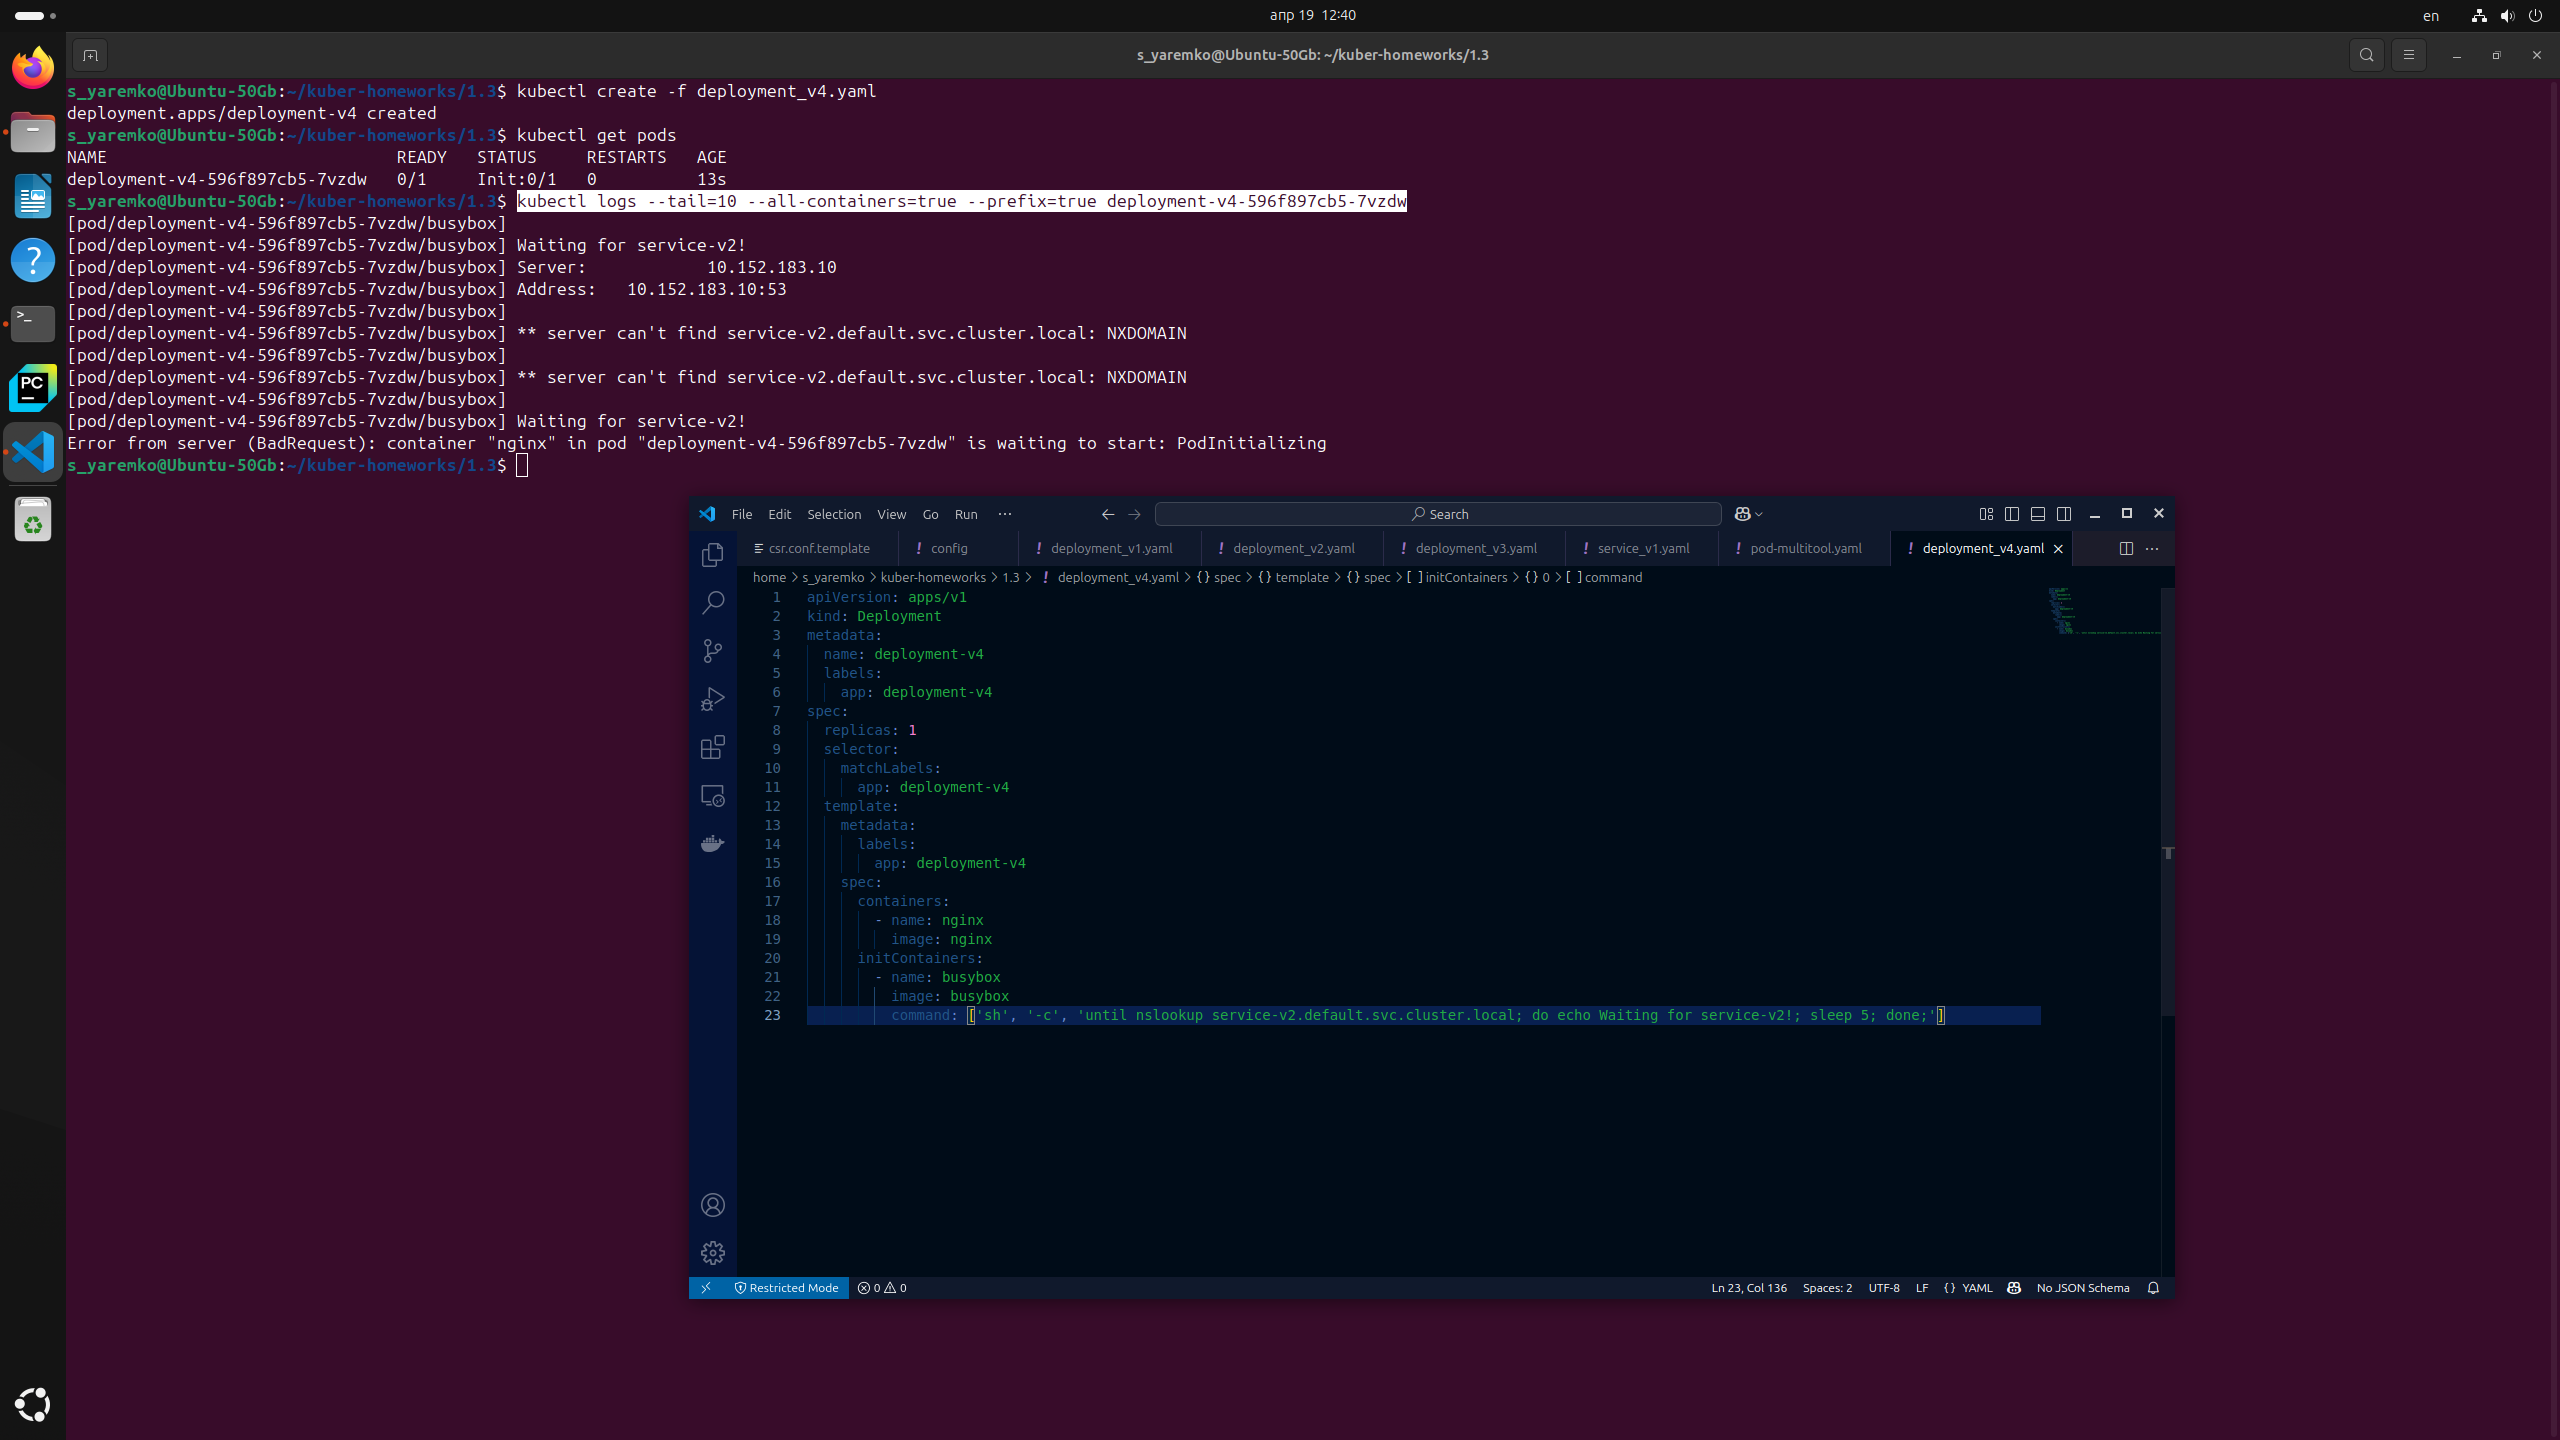 апр 19 12:40
en
s_yaremko@Ubuntu-50Gb: ~/kuber-homeworks/1.3
s_yaremko@Ubuntu-50Gb:~/kuber-homeworks/1.3$ kubectl create -f deployment_v4.yaml
deployment.apps/deployment-v4 created
s_yaremko@Ubuntu-50Gb:~/kuber-homeworks/1.3$ kubectl get pods
NAME                             READY   STATUS     RESTARTS   AGE
deployment-v4-596f897cb5-7vzdw   0/1     Init:0/1   0          13s
s_yaremko@Ubuntu-50Gb:~/kuber-homeworks/1.3$ kubectl logs --tail=10 --all-containers=true --prefix=true deployment-v4-596f897cb5-7vzdw
[pod/deployment-v4-596f897cb5-7vzdw/busybox]
[pod/deployment-v4-596f897cb5-7vzdw/busybox] Waiting for service-v2!
[pod/deployment-v4-596f897cb5-7vzdw/busybox] Server:            10.152.183.10
[pod/deployment-v4-596f897cb5-7vzdw/busybox] Address:   10.152.183.10:53
[pod/deployment-v4-596f897cb5-7vzdw/busybox]
[pod/deployment-v4-596f897cb5-7vzdw/busybox] ** server can't find service-v2.default.svc.cluster.local: NXDOMAIN
[pod/deployment-v4-596f897cb5-7vzdw/busybox]
[pod/deployment-v4-596f897cb5-7vzdw/busybox] ** server can't find service-v2.default.svc.cluster.local: NXDOMAIN
[pod/deployment-v4-596f897cb5-7vzdw/busybox]
[pod/deployment-v4-596f897cb5-7vzdw/busybox] Waiting for service-v2!
Error from server (BadRequest): container "nginx" in pod "deployment-v4-596f897cb5-7vzdw" is waiting to start: PodInitializing
s_yaremko@Ubuntu-50Gb:~/kuber-homeworks/1.3$
PC
File Edit Selection View Go Run ··· Search
csr.conf.template ! config ! deployment_v1.yaml ! deployment_v2.yaml ! deployment_v3.yaml ! service_v1.yaml ! pod-multitool.yaml ! deployment_v4.yaml
home > s_yaremko > kuber-homeworks > 1.3 > ! deployment_v4.yaml > {} spec > {} template > {} spec > [ ] initContainers > {} 0 > [ ] command
1 apiVersion: apps/v1
2 kind: Deployment
3 metadata:
4   name: deployment-v4
5   labels:
6     app: deployment-v4
7 spec:
8   replicas: 1
9   selector:
10     matchLabels:
11       app: deployment-v4
12   template:
13     metadata:
14       labels:
15         app: deployment-v4
16     spec:
17       containers:
18         - name: nginx
19           image: nginx
20       initContainers:
21         - name: busybox
22           image: busybox
23           command: ['sh', '-c', 'until nslookup service-v2.default.svc.cluster.local; do echo Waiting for service-v2!; sleep 5; done;']
Restricted Mode 0 0 Ln 23, Col 136 Spaces: 2 UTF-8 LF {} YAML No JSON Schema